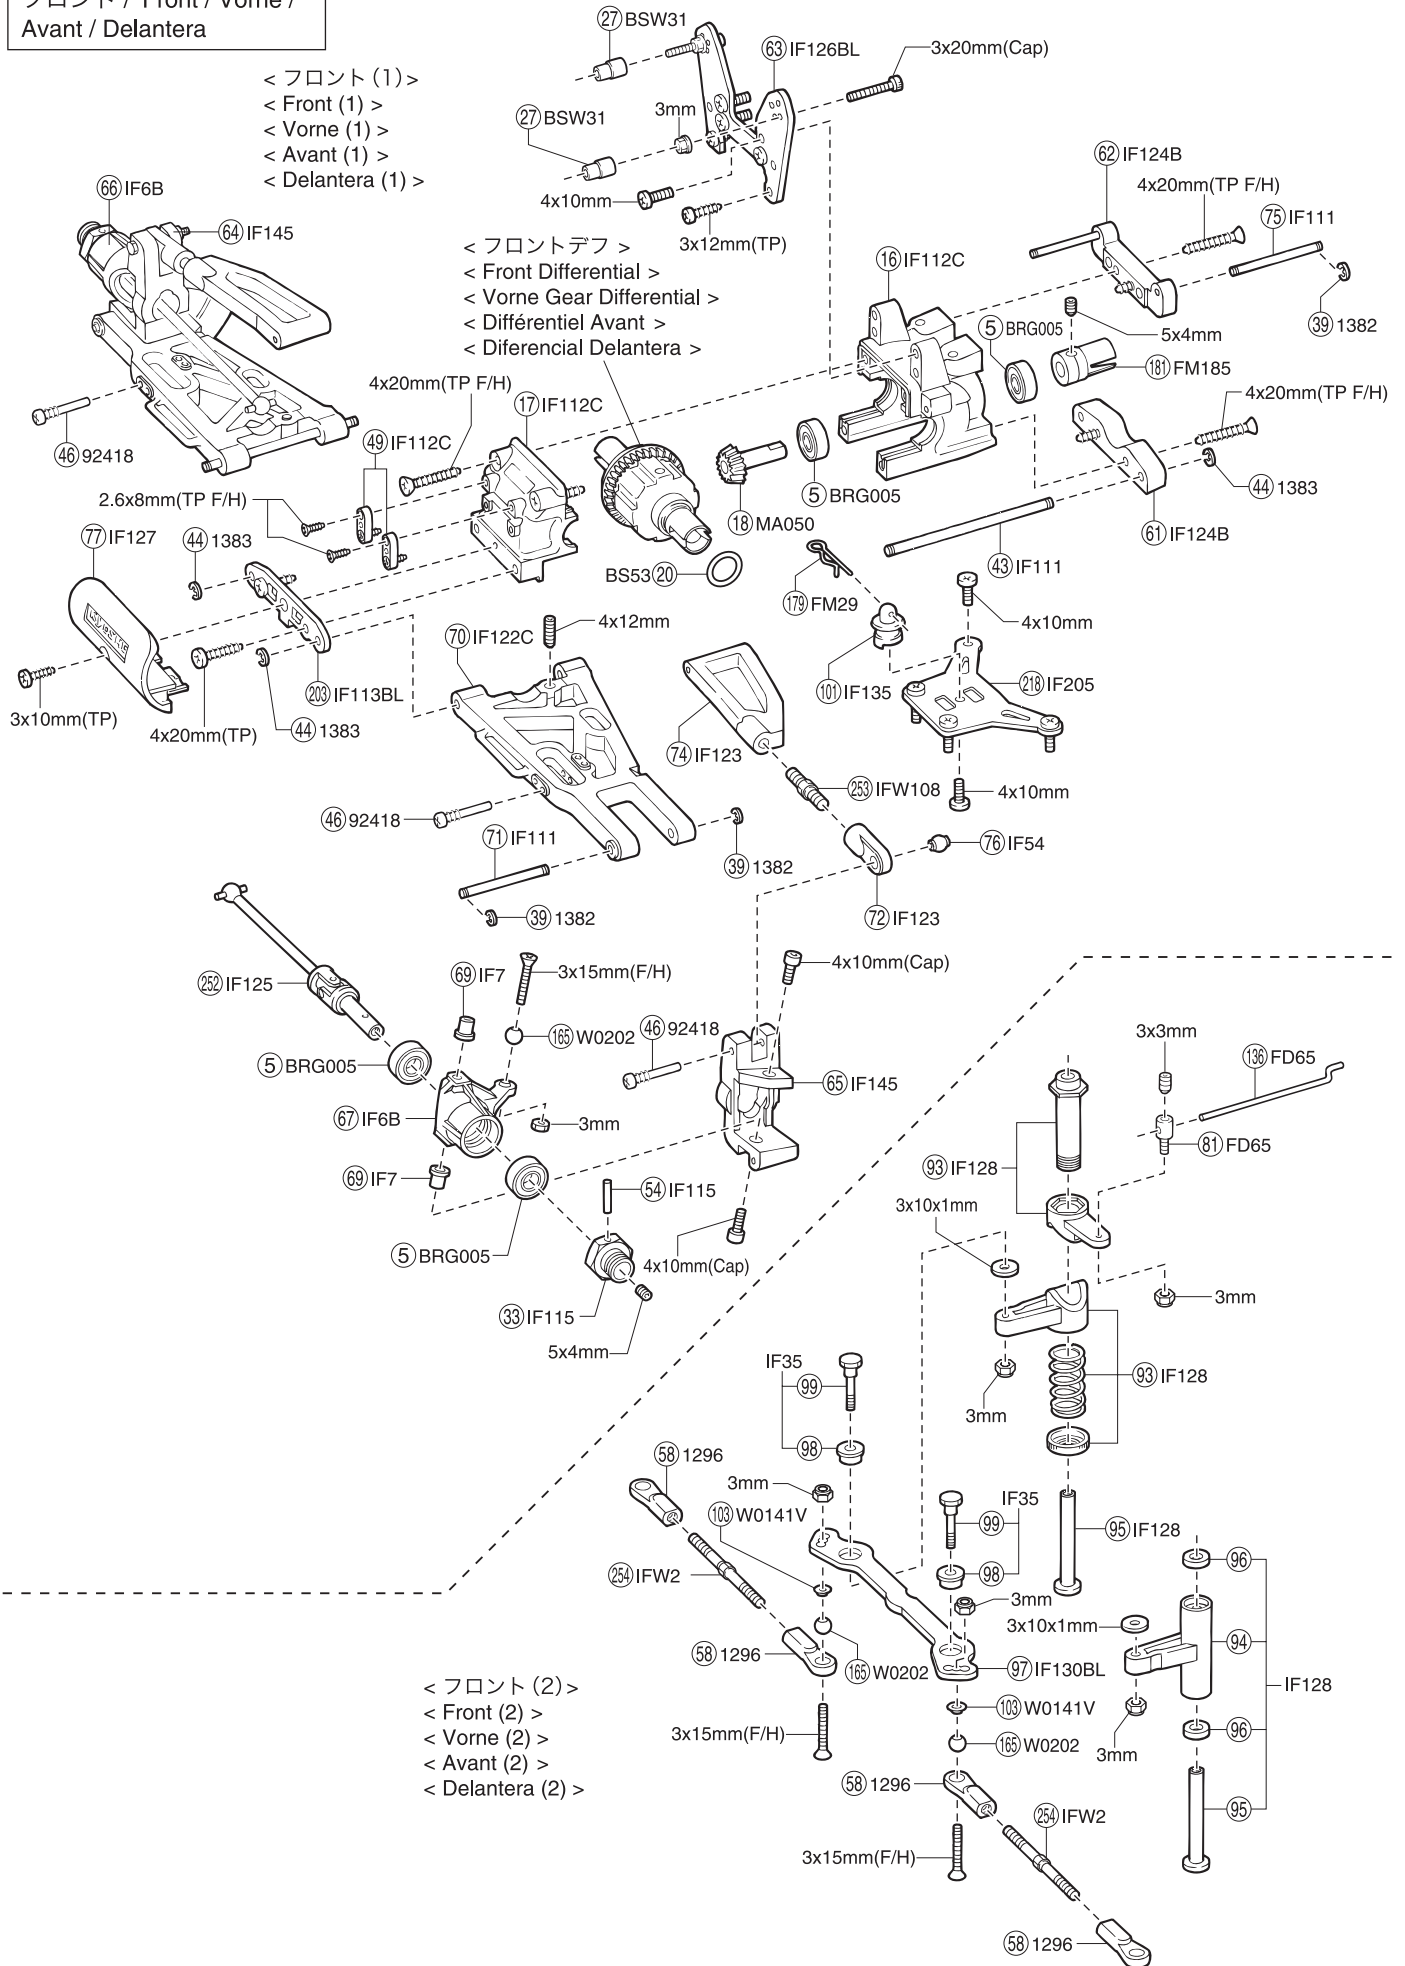 フロント / Front / Vorne /
Avant / Delantera
< フロント (1) >
< Front (1) >
< Vorne (1) >
< Avant (1) >
< Delantera (1) >
27 BSW31
63 IF126BL
3x20mm(Cap)
27 BSW31
3mm
4x10mm
3x12mm(TP)
62 IF124B
4x20mm(TP F/H)
75 IF111
39 1382
66 IF6B
64 IF145
46 92418
< フロントデフ >
< Front Differential >
< Vorne Gear Differential >
< Différentiel Avant >
< Diferencial Delantera >
16 IF112C
5 BRG005
5x4mm
181 FM185
4x20mm(TP F/H)
4x20mm(TP F/H)
17 IF112C
49 IF112C
2.6x8mm(TP F/H)
5 BRG005
18 MA050
44 1383
61 IF124B
43 IF111
77 IF127
44 1383
BS53 20
179 FM29
4x10mm
101 IF135
218 IF205
70 IF122C
4x12mm
203 IF113BL
3x10mm(TP)
4x20mm(TP)
44 1383
74 IF123
253 IFW108
4x10mm
46 92418
71 IF111
39 1382
76 IF54
39 1382
72 IF123
252 IF125
69 IF7
3x15mm(F/H)
4x10mm(Cap)
165 W0202
46 92418
5 BRG005
65 IF145
67 IF6B
3mm
69 IF7
54 IF115
5 BRG005
4x10mm(Cap)
33 IF115
5x4mm
3x3mm
136 FD65
81 FD65
93 IF128
3x10x1mm
3mm
93 IF128
3mm
IF35
99
98
58 1296
3mm
103 W0141V
IF35
99
98
95 IF128
96
254 IFW2
3mm
3x10x1mm
94
58 1296
165 W0202
97 IF130BL
IF128
< フロント (2) >
< Front (2) >
< Vorne (2) >
< Avant (2) >
< Delantera (2) >
3x15mm(F/H)
103 W0141V
96
165 W0202
3mm
58 1296
95
254 IFW2
3x15mm(F/H)
58 1296